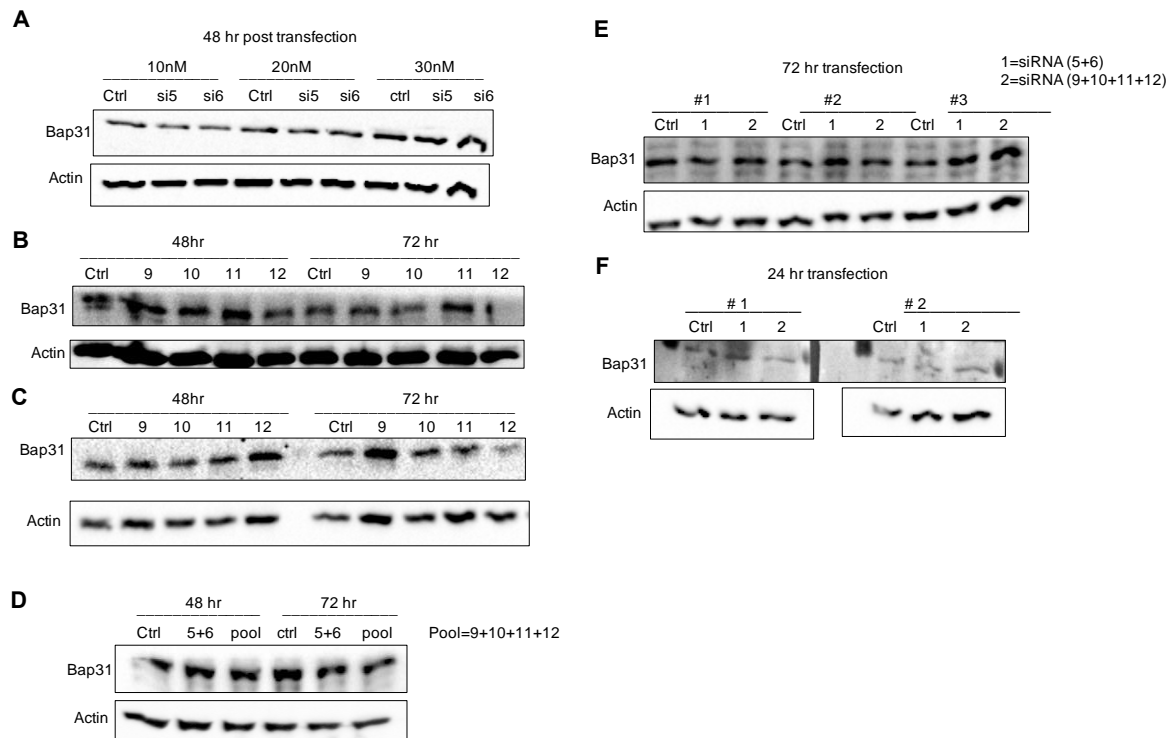 A
48 hr post transfection
10nM 20nM 30nM
Ctrl si5 si6 Ctrl si5 si6 ctrl si5 si6
Bap31
Actin
B
48hr 72 hr
Ctrl 9 10 11 12 Ctrl 9 10 11 12
Bap31
Actin
C
48hr 72 hr
Ctrl 9 10 11 12 Ctrl 9 10 11 12
Bap31
Actin
D
48 hr 72 hr
Ctrl 5+6 pool ctrl 5+6 pool Pool=9+10+11+12
Bap31
Actin
E
1=siRNA (5+6)
2=siRNA (9+10+11+12)
72 hr transfection
#1 #2 #3
Ctrl 1 2 Ctrl 1 2 Ctrl 1 2
Bap31
Actin
F
24 hr transfection
# 1 # 2
Ctrl 1 2 Ctrl 1 2
Bap31
Actin